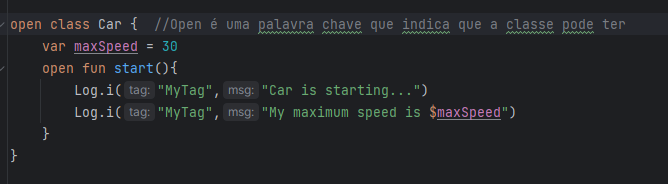 open class Car {  //Open é uma palavra chave que indica que a classe pode ter
    var maxSpeed = 30
    open fun start(){
        Log.i( tag: "MyTag", msg: "Car is starting...")
        Log.i( tag: "MyTag", msg: "My maximum speed is $maxSpeed")
    }
}